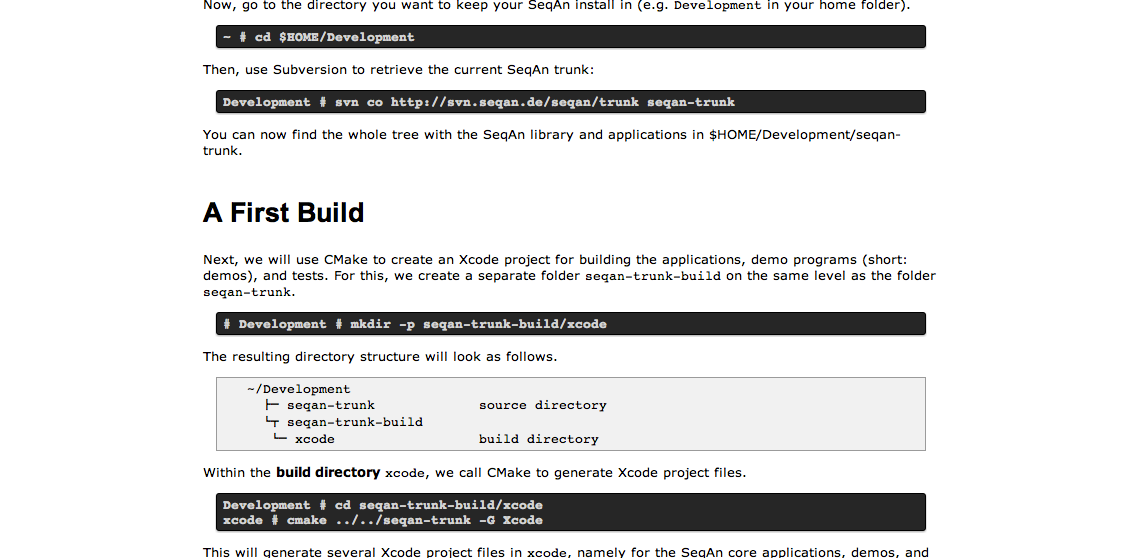 Now, go to the directory you want to keep your SeqAn install in (e.g. Development in your home folder).
~ # cd $HOME/Development
Then, use Subversion to retrieve the current SeqAn trunk:
Development # svn co http://svn.seqan.de/seqan/trunk seqan-trunk
You can now find the whole tree with the SeqAn library and applications in $HOME/Development/seqan-
trunk.
A First Build
Next, we will use CMake to create an Xcode project for building the applications, demo programs (short:
demos), and tests. For this, we create a separate folder seqan-trunk-build on the same level as the folder
seqan-trunk.
# Development # mkdir -p seqan-trunk-build/xcode
The resulting directory structure will look as follows.
~/Development
├─ seqan-trunk source directory
└┬ seqan-trunk-build
└─ xcode build directory
Within the build directory xcode, we call CMake to generate Xcode project files.
Development # cd seqan-trunk-build/xcode
xcode # cmake ../../seqan-trunk -G Xcode
This will generate several Xcode project files in xcode, namely for the SeqAn core applications, demos, and